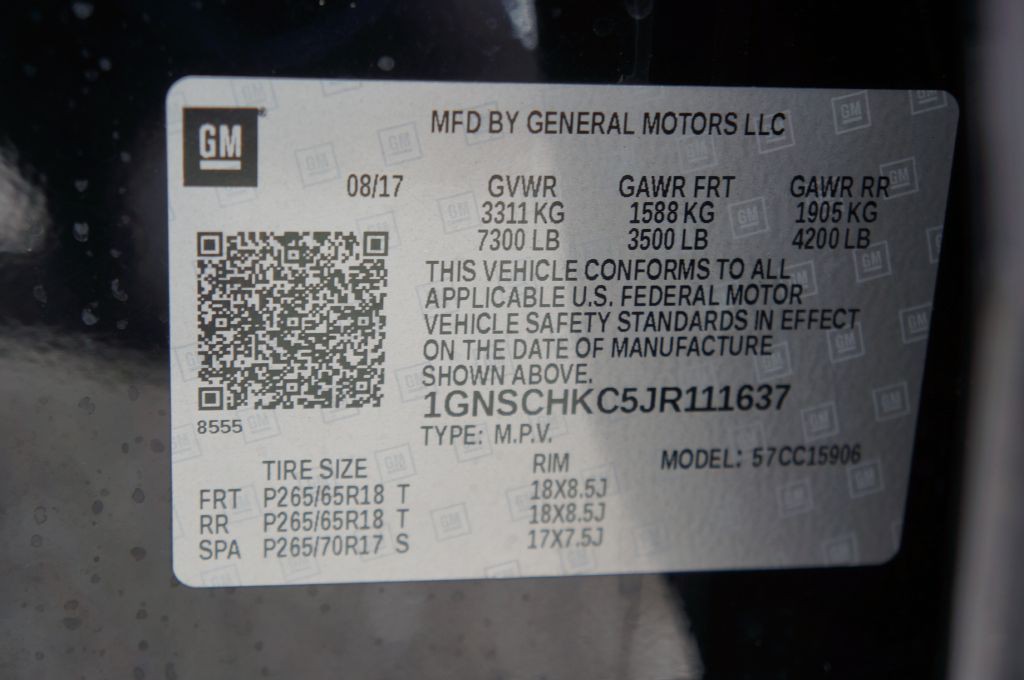 GM
MFD BY GENERAL MOTORS LLC
08/17 GVWR GAWR FRT GAWR RR
3311 KG 1588 KG 1905 KG
7300 LB 3500 LB 4200 LB
THIS VEHICLE CONFORMS TO ALL
APPLICABLE U.S. FEDERAL MOTOR
VEHICLE SAFETY STANDARDS IN EFFECT
ON THE DATE OF MANUFACTURE
SHOWN ABOVE.
1GNSCHKC5JR111637
8555
TYPE: M.P.V.
TIRE SIZE RIM MODEL: 57CC15906
FRT P265/65R18 T 18X8.5J
RR P265/65R18 T 18X8.5J
SPA P265/70R17 S 17X7.5J